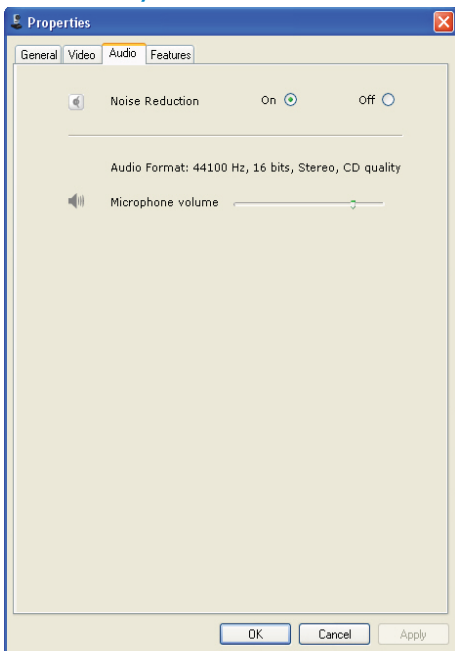 Properties
General Video Audio Features
Noise Reduction On Off
Audio Format: 44100 Hz, 16 bits, Stereo, CD quality
Microphone volume
OK Cancel Apply